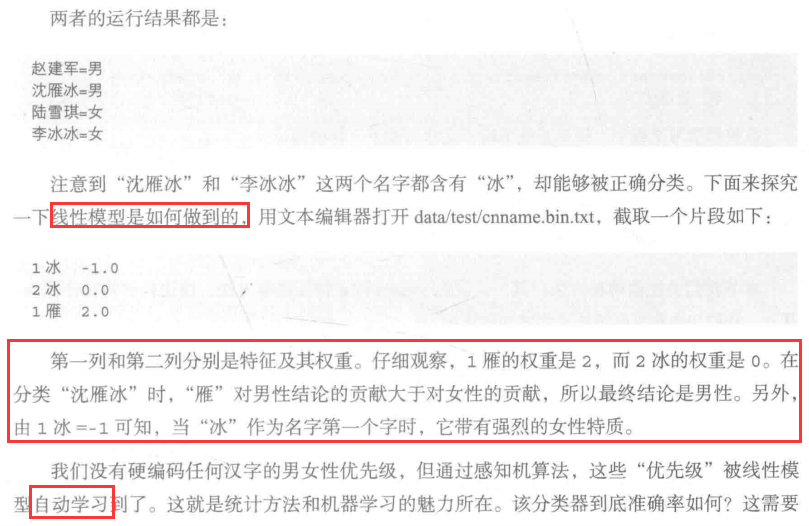 两者的运行结果都是：
赵建军=男
沈雁冰=男
陆雪琪=女
李冰冰=女
注意到“沈雁冰”和“李冰冰”这两个名字都含有“冰”，却能够被正确分类。下面来探究
一下线性模型是如何做到的，用文本编辑器打开 data/test/cnname.bin.txt，截取一个片段如下：
1冰 -1.0
2冰 0.0
1雁 2.0
第一列和第二列分别是特征及其权重。仔细观察，1雁的权重是 2，而 2冰的权重是 0。在
分类“沈雁冰”时，“雁”对男性结论的贡献大于对女性的贡献，所以最终结论是男性。另外，
由 1冰=-1 可知，当“冰”作为名字第一个字时，它带有强烈的女性特质。
我们没有硬编码任何汉字的男女性优先级，但通过感知机算法，这些“优先级”被线性模
型自动学习到了。这就是统计方法和机器学习的魅力所在。该分类器到底准确率如何？这需要